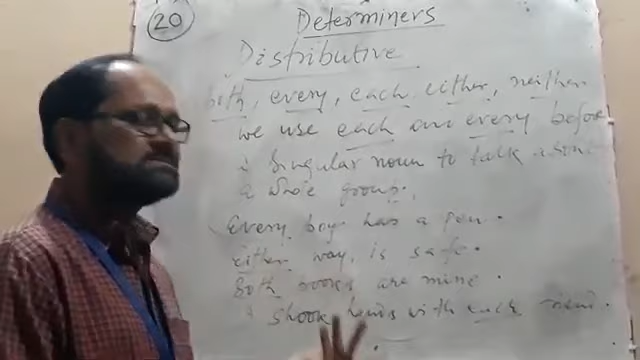 20
Determiners
Distributive
both, every, each, either, neither
we use each and every before
a singular noun to talk about
a whole group.
Every boy has a pen.
either way is safe.
Both books are mine.
I shook hands with each friend.